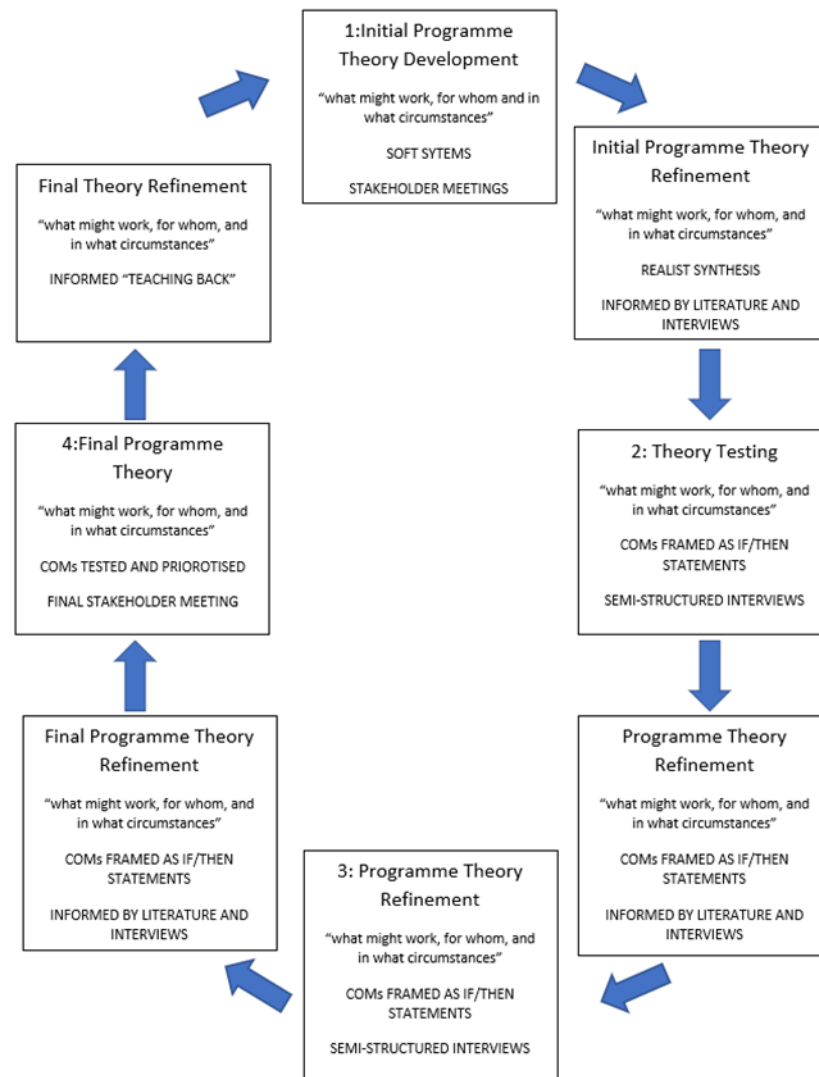 1:Initial Programme
Theory Development
“what might work, for whom and in
what circumstances”
SOFT SYTEMS
STAKEHOLDER MEETINGS
Initial Programme Theory
Refinement
“what might work, for whom, and
in what circumstances”
REALIST SYNTHESIS
INFORMED BY LITERATURE AND
INTERVIEWS
2: Theory Testing
“what might work, for whom, and
in what circumstances”
COMs FRAMED AS IF/THEN
STATEMENTS
SEMI-STRUCTURED INTERVIEWS
Programme Theory
Refinement
“what might work, for whom, and
in what circumstances”
COMs FRAMED AS IF/THEN
STATEMENTS
INFORMED BY LITERATURE AND
INTERVIEWS
3: Programme Theory
Refinement
“what might work, for whom, and
in what circumstances”
COMs FRAMED AS IF/THEN
STATEMENTS
SEMI-STRUCTURED INTERVIEWS
Final Programme Theory
Refinement
“what might work, for whom, and
in what circumstances”
COMs FRAMED AS IF/THEN
STATEMENTS
INFORMED BY LITERATURE AND
INTERVIEWS
4:Final Programme
Theory
“what might work, for whom, and
in what circumstances”
COMs TESTED AND PRIOROTISED
FINAL STAKEHOLDER MEETING
Final Theory Refinement
“what might work, for whom, and
in what circumstances”
INFORMED “TEACHING BACK”